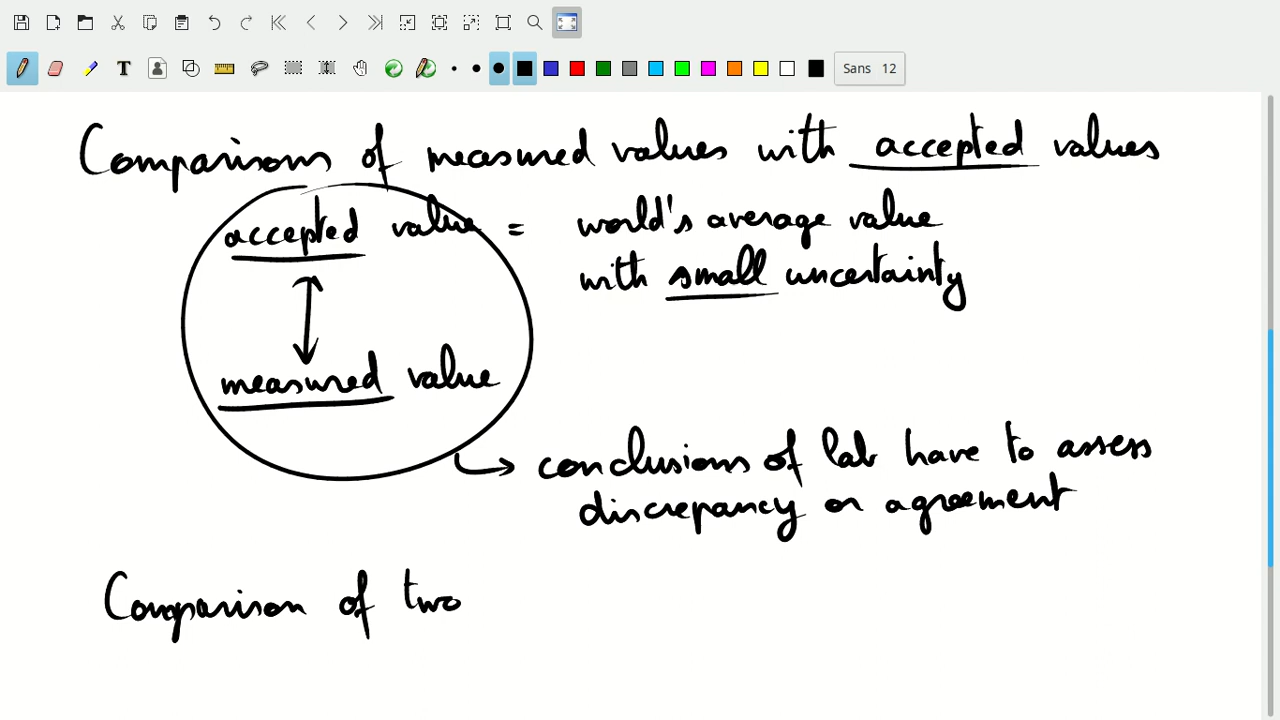 T
Sans 12
Comparisons of measured values with accepted values
accepted value = world's average value
with small uncertainty
measured value
conclusions of lab have to assess
discrepancy or agreement
Comparison of two